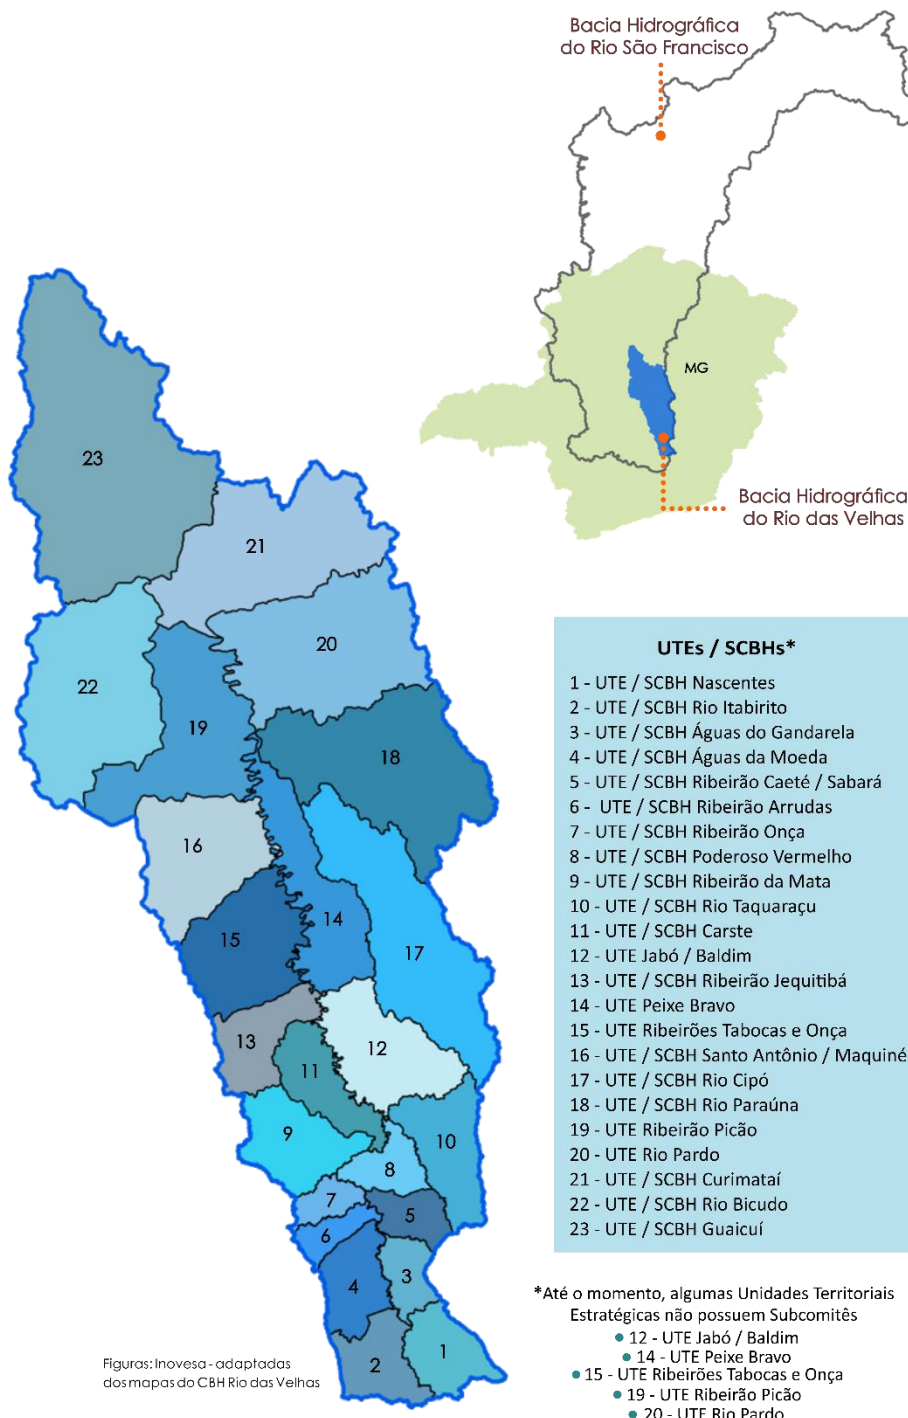 Bacia Hidrográfica
do Rio São Francisco
MG
Bacia Hidrográfica
do Rio das Velhas
23
21
20
22
19
18
16
14
15
17
13
12
11
10
9
8
7
5
6
3
4
1
2
UTEs / SCBHs*
1 - UTE / SCBH Nascentes
2 - UTE / SCBH Rio Itabirito
3 - UTE / SCBH Águas do Gandarela
4 - UTE / SCBH Águas da Moeda
5 - UTE / SCBH Ribeirão Caeté / Sabará
6 - UTE / SCBH Ribeirão Arrudas
7 - UTE / SCBH Ribeirão Onça
8 - UTE / SCBH Poderoso Vermelho
9 - UTE / SCBH Ribeirão da Mata
10 - UTE / SCBH Rio Taquaraçu
11 - UTE / SCBH Carste
12 - UTE Jabó / Baldim
13 - UTE / SCBH Ribeirão Jequitibá
14 - UTE Peixe Bravo
15 - UTE Ribeirões Tabocas e Onça
16 - UTE / SCBH Santo Antônio / Maquiné
17 - UTE / SCBH Rio Cipó
18 - UTE / SCBH Rio Paraúna
19 - UTE Ribeirão Picão
20 - UTE Rio Pardo
21 - UTE / SCBH Curimataí
22 - UTE / SCBH Rio Bicudo
23 - UTE / SCBH Guaicuí
*Até o momento, algumas Unidades Territoriais
Estratégicas não possuem Subcomitês
12 - UTE Jabó / Baldim
14 - UTE Peixe Bravo
15 - UTE Ribeirões Tabocas e Onça
19 - UTE Ribeirão Picão
20 - UTE Rio Pardo
Figuras: Inovesa - adaptadas
dos mapas do CBH Rio das Velhas